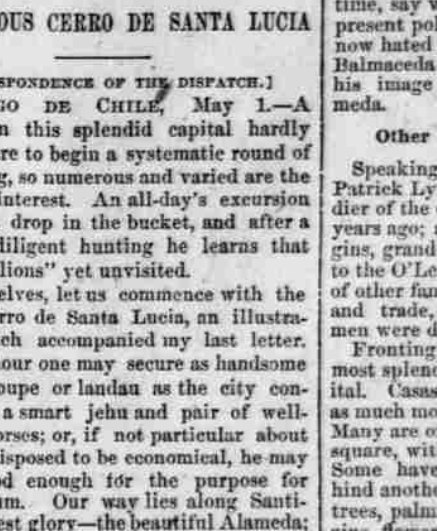 OUS CERRO DE SANTA LUCIA
SPONDENCE OF THE DISPATCH.]
GO DE CHILE, May 1.—A
n this splendid capital hardly
re to begin a systematic round of
g, so numerous and varied are the
interest. An all-day's excursion
drop in the bucket, and after a
diligent hunting he learns that
lions" yet unvisited.
elves, let us commence with the
rro de Santa Lucia, an illustra-
ch accompanied my last letter.
our one may secure as handsome
oupe or landau as the city con-
a smart jehu and pair of well-
orses; or, if not particular about
isposed to be economical, he may
d enough for the purpose for
um. Our way lies along Santi-
est glory—the beautiful Alameda;
time, say w
present pol
now hated
Balmaceda
his image
meda.
Other
Speaking
Patrick Ly
dier of the
years ago;
gins, grand
to the O'Le
of other fam
and trade,
men were d
Fronting
most splend
ital. Casas
as much mo
Many are o
square, wit
Some have
hind anothe
trees, palm